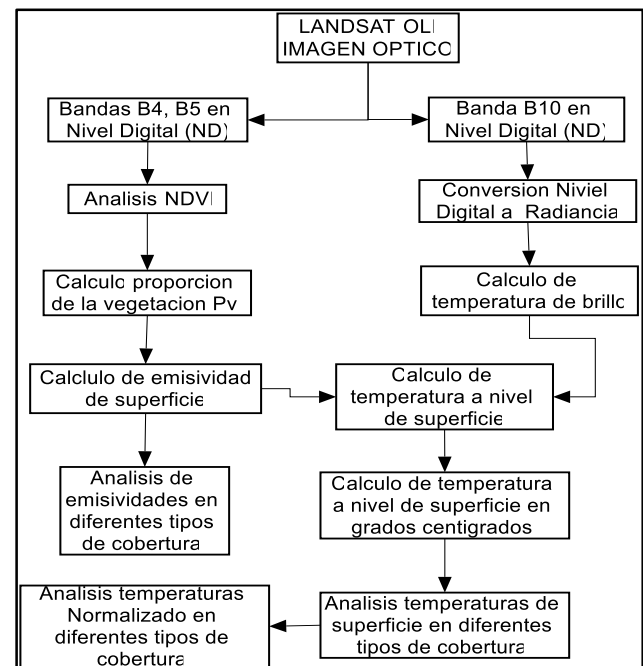 LANDSAT OLI
IMAGEN OPTICO
Bandas B4, B5 en
Nivel Digital (ND)
Banda B10 en
Nivel Digital (ND)
Analisis NDVI
Conversion Niviel
Digital a Radiancia
Calculo proporcion
de la vegetacion Pv
Calculo de
temperatura de brillo
Calclulo de emisividad
de superficie
Calculo de
temperatura a nivel
de superficie
Analisis de
emisividades en
diferentes tipos
de cobertura
Calculo de temperatura
a nivel de superficie en
grados centigrados
Analisis temperaturas
Normalizado en
diferentes tipos de
cobertura
Analisis temperaturas de
superficie en diferentes
tipos de cobertura